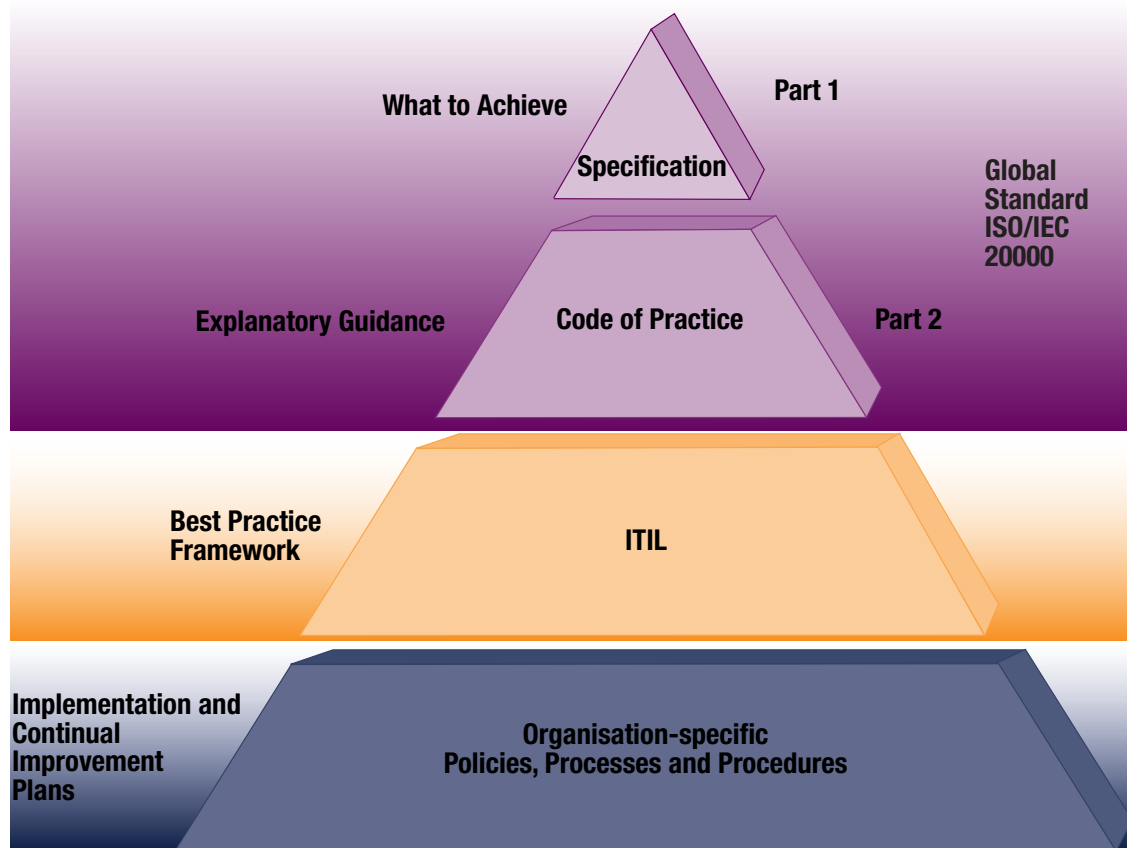 What to Achieve
Part 1
Specification
Global
Standard
ISO/IEC
20000
Explanatory Guidance
Code of Practice
Part 2
Best Practice
Framework
ITIL
Implementation and
Continual
Improvement
Plans
Organisation-specific
Policies, Processes and Procedures